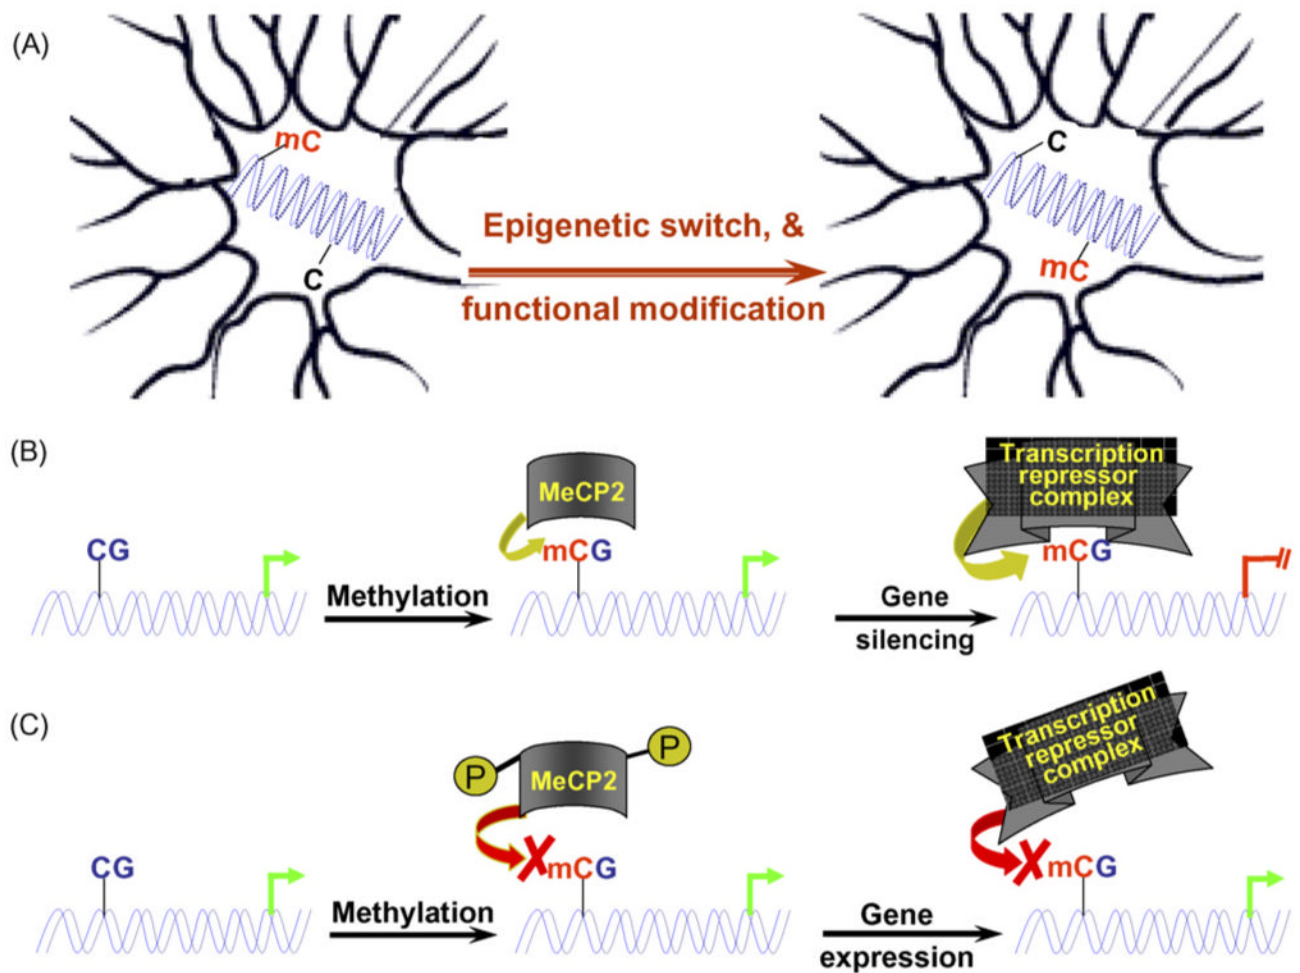 (A)
mC
C
Epigenetic switch, &
functional modification
C
mC
(B)
CG
Methylation
MeCP2
mCG
Gene
silencing
Transcription
repressor
complex
mCG
(C)
CG
Methylation
P
P
MeCP2
X
mCG
Gene
expression
Transcription
repressor
complex
X
mCG